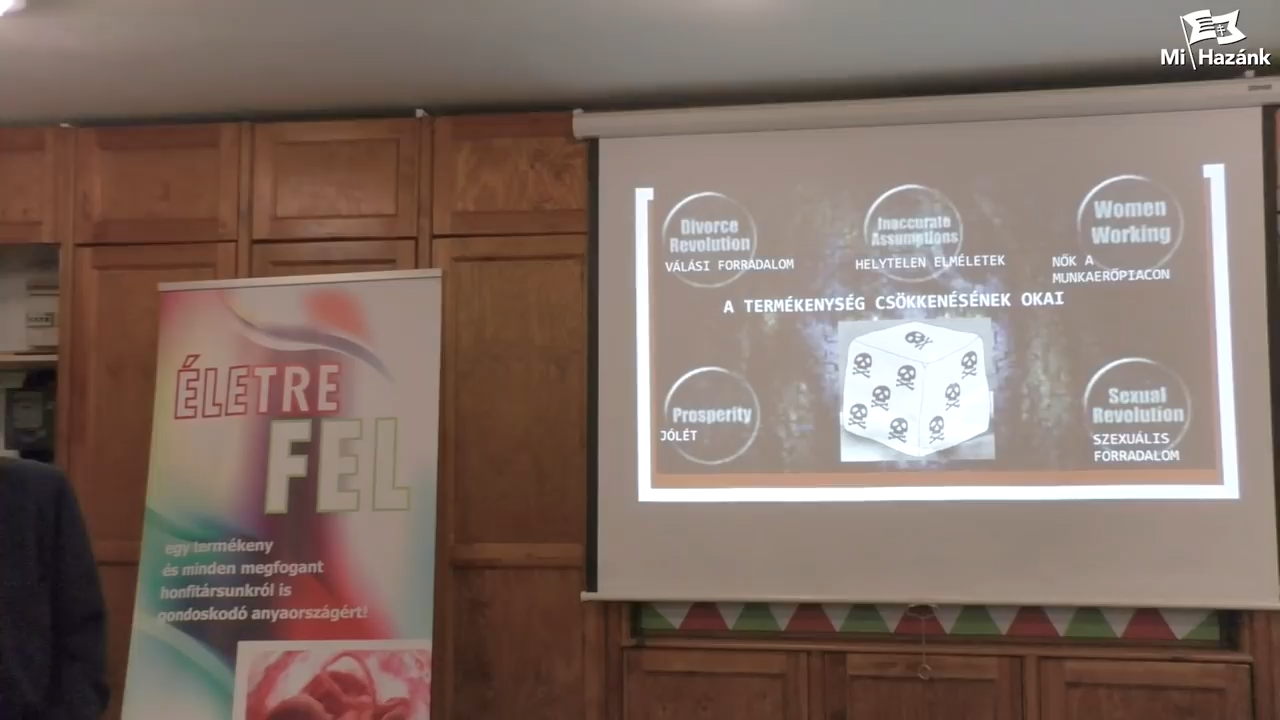 Mi Hazánk
Divorce
Revolution
VÁLÁSI FORRADALOM
Inaccurate
Assumptions
HELYTELEN ELMÉLETEK
Women
Working
NŐK A
MUNKAERŐPIACON
A TERMÉKENYSÉG CSÖKKENÉSÉNEK OKAI
Prosperity
JÓLÉT
Sexual
Revolution
SZEXUÁLIS
FORRADALOM
ÉLETRE
FEL
egy termékeny
és minden megfogant
honfitársunkról is
gondoskodó anyaországért!